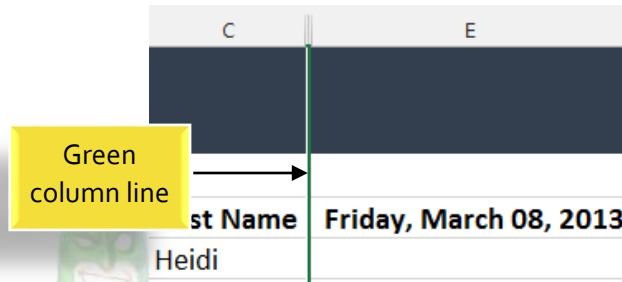 C E
Green
column line
st Name Friday, March 08, 2013
Heidi